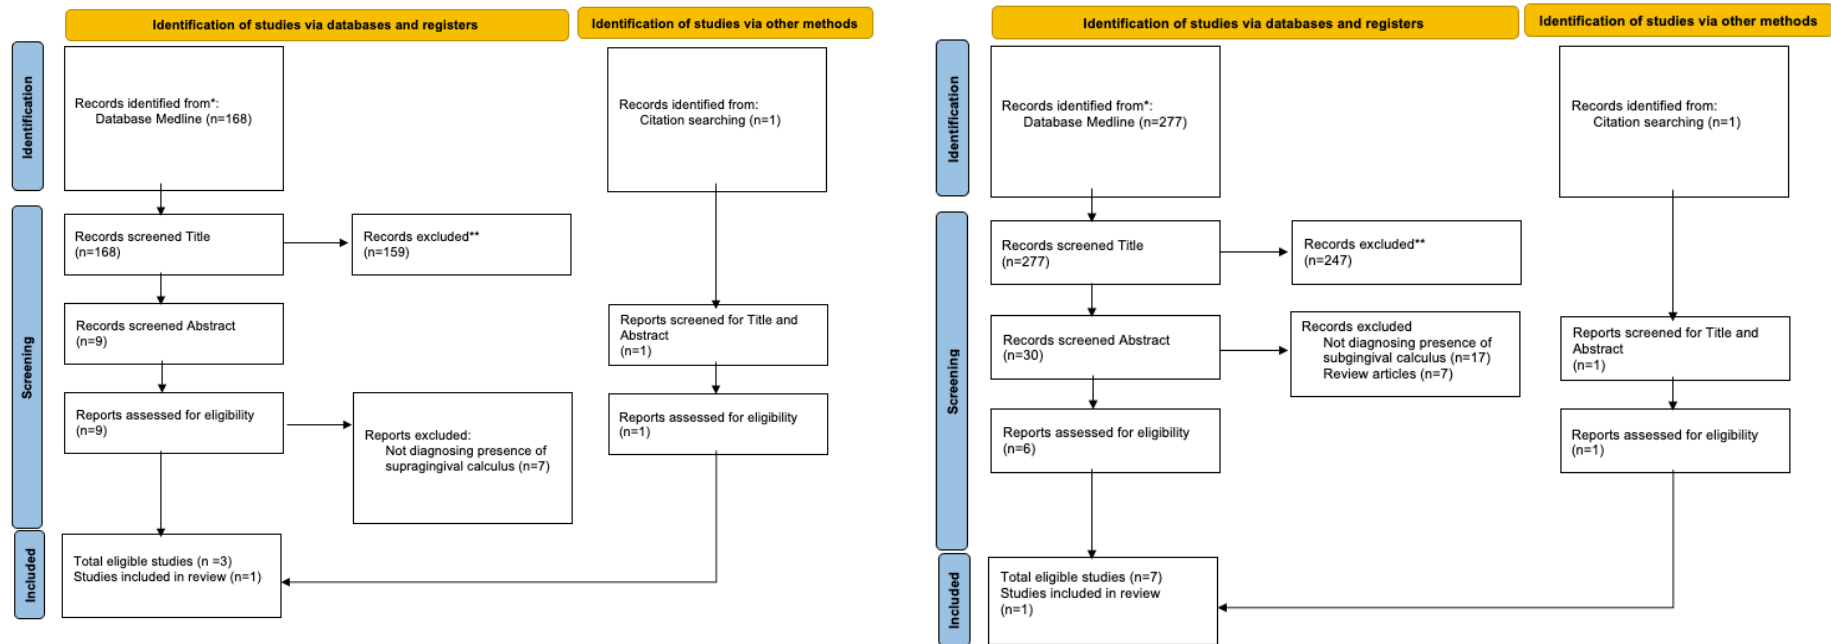 Identification of studies via databases and registers
Identification of studies via other methods
Identification
Records identified from*:
Database Medline (n=168)
Records identified from:
Citation searching (n=1)
Screening
Records screened Title
(n=168)
Records excluded**
(n=159)
Records screened Abstract
(n=9)
Reports screened for Title and
Abstract
(n=1)
Reports assessed for eligibility
(n=9)
Reports excluded:
Not diagnosing presence of
supragingival calculus (n=7)
Reports assessed for eligibility
(n=1)
Included
Total eligible studies (n =3)
Studies included in review (n=1)
Identification of studies via databases and registers
Identification of studies via other methods
Identification
Records identified from*:
Database Medline (n=277)
Records identified from:
Citation searching (n=1)
Screening
Records screened Title
(n=277)
Records excluded**
(n=247)
Records screened Abstract
(n=30)
Records excluded
Not diagnosing presence of
subgingival calculus (n=17)
Review articles (n=7)
Reports screened for Title and
Abstract
(n=1)
Reports assessed for eligibility
(n=6)
Reports assessed for eligibility
(n=1)
Included
Total eligible studies (n=7)
Studies included in review
(n=1)